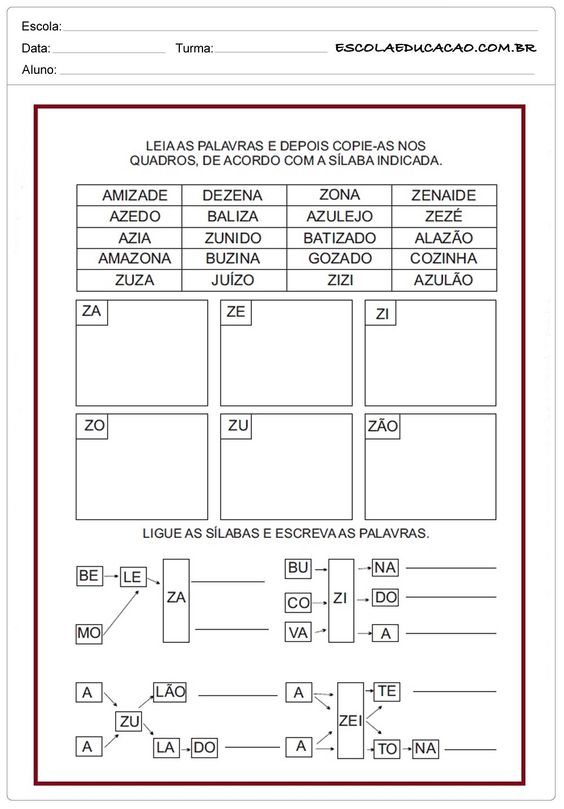 Escola:
Data: Turma: ESCOLAEDUCACAO.COM.BR
Aluno:
LEIA AS PALAVRAS E DEPOIS COPIE-AS NOS
QUADROS, DE ACORDO COM A SÍLABA INDICADA.
AMIZADE DEZENA ZONA ZENAIDE
AZEDO BALIZA AZULEJO ZEZÉ
AZIA ZUNIDO BATIZADO ALAZÃO
AMAZONA BUZINA GOZADO COZINHA
ZUZA JUÍZO ZIZI AZULÃO
ZA ZE ZI
ZO ZU ZÃO
LIGUE AS SÍLABAS E ESCREVA AS PALAVRAS.
BE LE ZA BU ZI NA
CO DO
MO VA A
A ZU LÃO A ZEI TE
A LA DO A TO NA